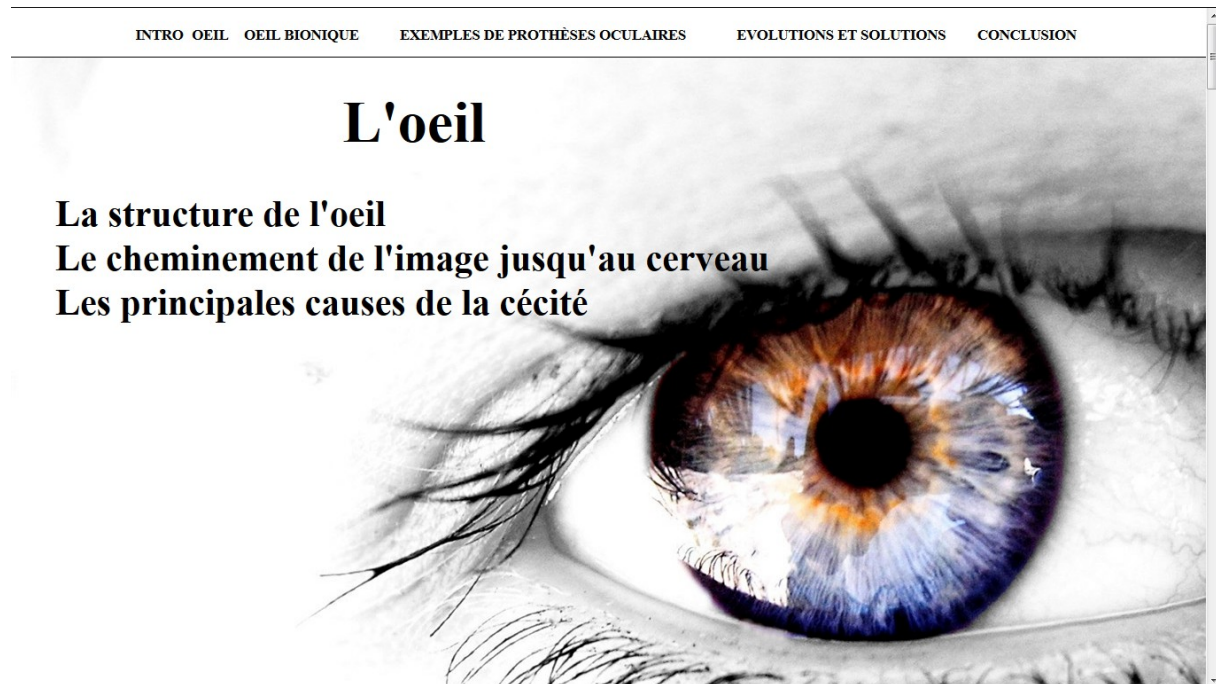 INTRO OEIL OEIL BIONIQUE EXEMPLES DE PROTHÈSES OCULAIRES EVOLUTIONS ET SOLUTIONS CONCLUSION
L'oeil
La structure de l'oeil
Le cheminement de l'image jusqu'au cerveau
Les principales causes de la cécité